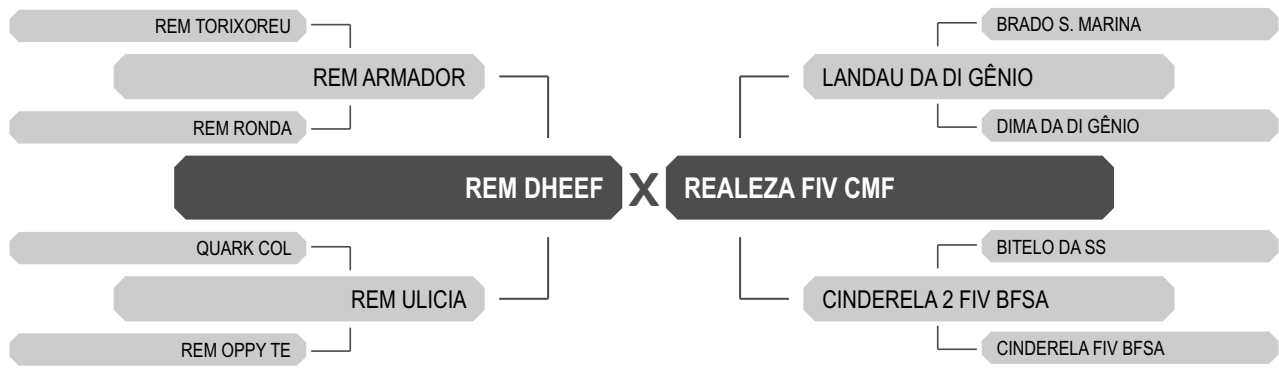 REM TORIXOREU
REM ARMADOR
REM RONDA
REM DHEEF
QUARK COL
REM ULICIA
REM OPPY TE
X
BRADO S. MARINA
LANDAU DA DI GÊNIO
DIMA DA DI GÊNIO
REALEZA FIV CMF
BITELO DA SS
CINDERELA 2 FIV BFSA
CINDERELA FIV BFSA